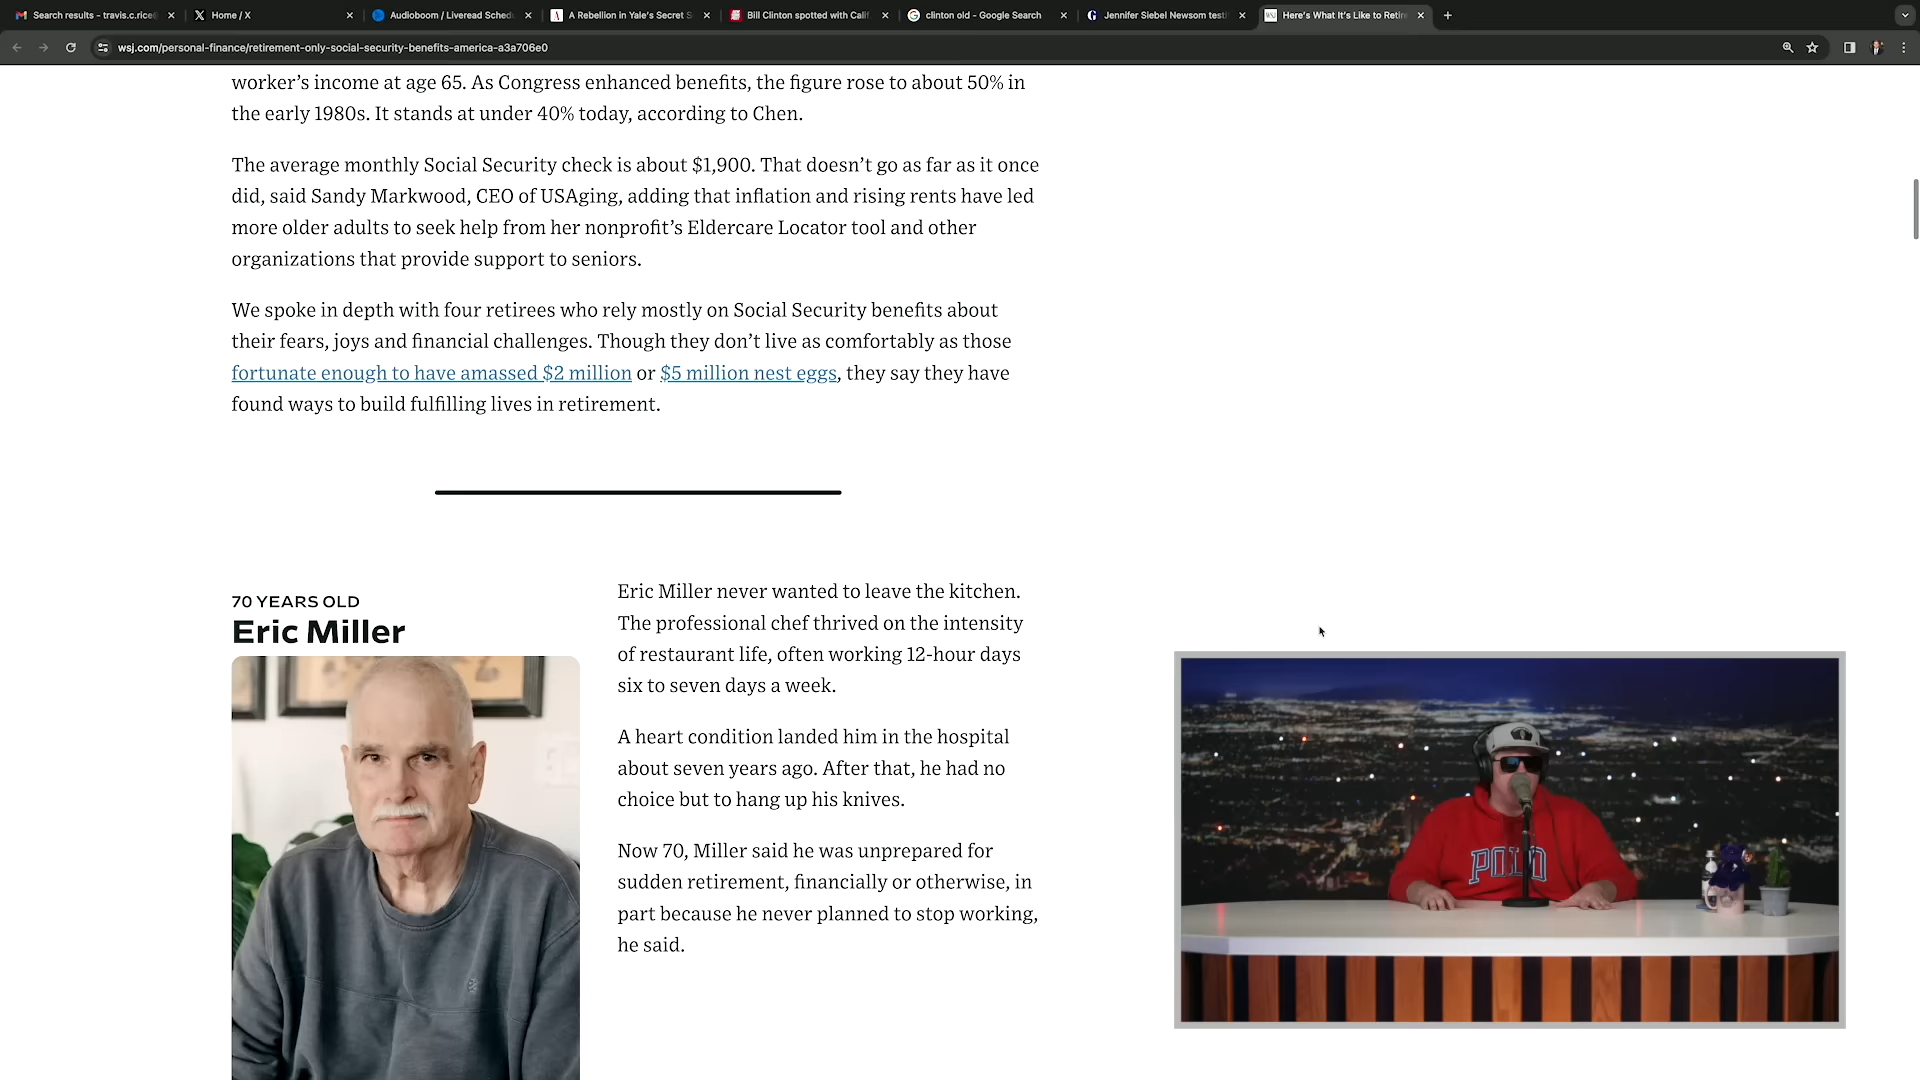 Search results - travis.c.rice
Home / X
Audioboom / Liveread Sched
A Rebellion in Yale's Secret S
Bill Clinton spotted with Cali
clinton old - Google Search
Jennifer Siebel Newsom testi
Here's What It's Like to Retir
wsj.com/personal-finance/retirement-only-social-security-benefits-america-a3a706e0
worker's income at age 65. As Congress enhanced benefits, the figure rose to about 50% in
the early 1980s. It stands at under 40% today, according to Chen.
The average monthly Social Security check is about $1,900. That doesn't go as far as it once
did, said Sandy Markwood, CEO of USAging, adding that inflation and rising rents have led
more older adults to seek help from her nonprofit's Eldercare Locator tool and other
organizations that provide support to seniors.
We spoke in depth with four retirees who rely mostly on Social Security benefits about
their fears, joys and financial challenges. Though they don't live as comfortably as those
fortunate enough to have amassed $2 million or $5 million nest eggs, they say they have
found ways to build fulfilling lives in retirement.
70 YEARS OLD
Eric Miller
Eric Miller never wanted to leave the kitchen.
The professional chef thrived on the intensity
of restaurant life, often working 12-hour days
six to seven days a week.
A heart condition landed him in the hospital
about seven years ago. After that, he had no
choice but to hang up his knives.
Now 70, Miller said he was unprepared for
sudden retirement, financially or otherwise, in
part because he never planned to stop working,
he said.
POLO